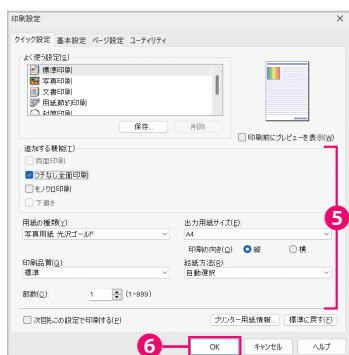 印刷設定
クイック設定 基本設定 ページ設定 ユーティリティ
よく使う設定(S)
標準印刷
写真印刷
文書印刷
用紙節約印刷
封筒印刷
保存... 削除
印刷前にプレビューを表示(W)
追加する機能(T)
両面印刷
フチなし全面印刷
モノクロ印刷
下書き
用紙の種類(Y):
写真用紙 光沢ゴールド
出力用紙サイズ(E):
A4
印刷の向き(O): 縦 横
印刷品質(Q):
標準
給紙方法(R):
自動選択
部数(C): 1 (1-999)
5
次回もこの設定で印刷する(P)
プリンター用紙情報... 標準に戻す(F)
6
OK キャンセル ヘルプ